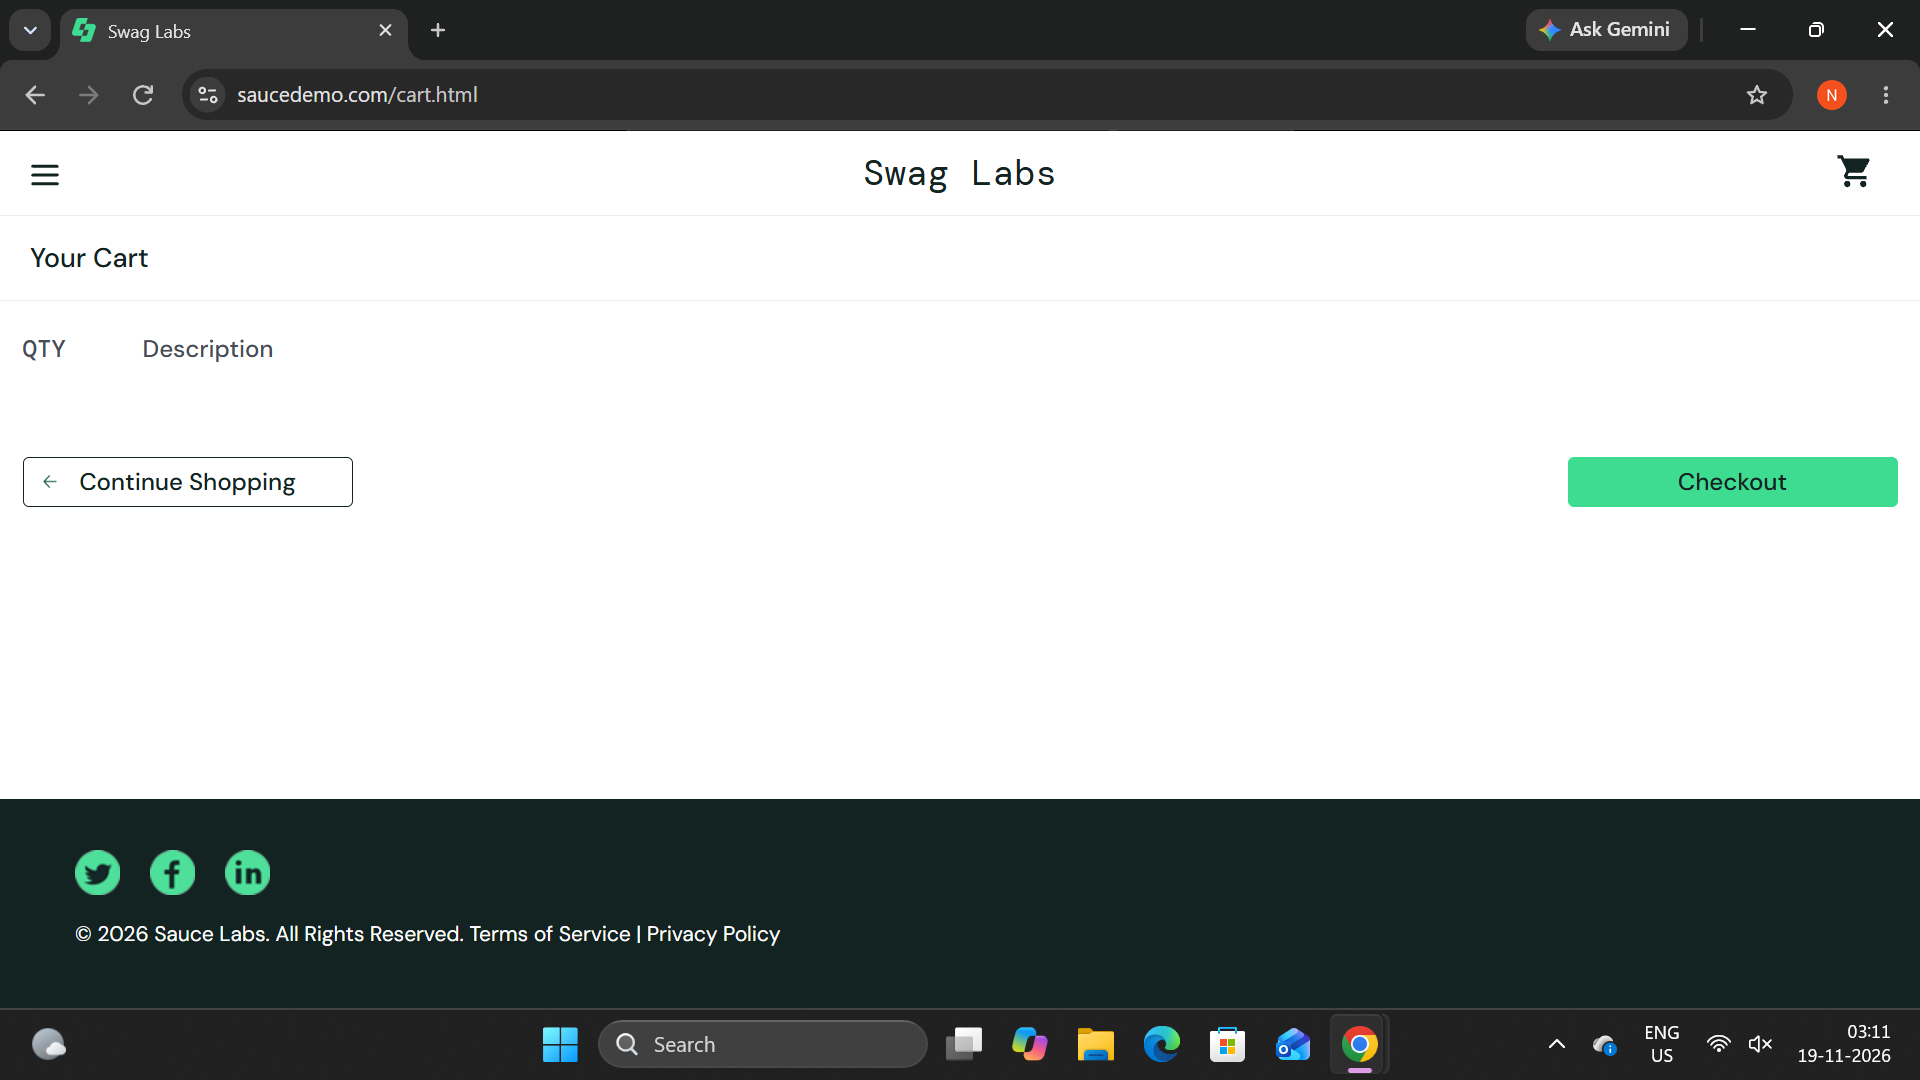 Swag Labs
Ask Gemini
saucedemo.com/cart.html
N
Swag Labs
Your Cart
QTY Description
Continue Shopping
Checkout
© 2026 Sauce Labs. All Rights Reserved. Terms of Service | Privacy Policy
Search
ENG
US
03:11
19-11-2026